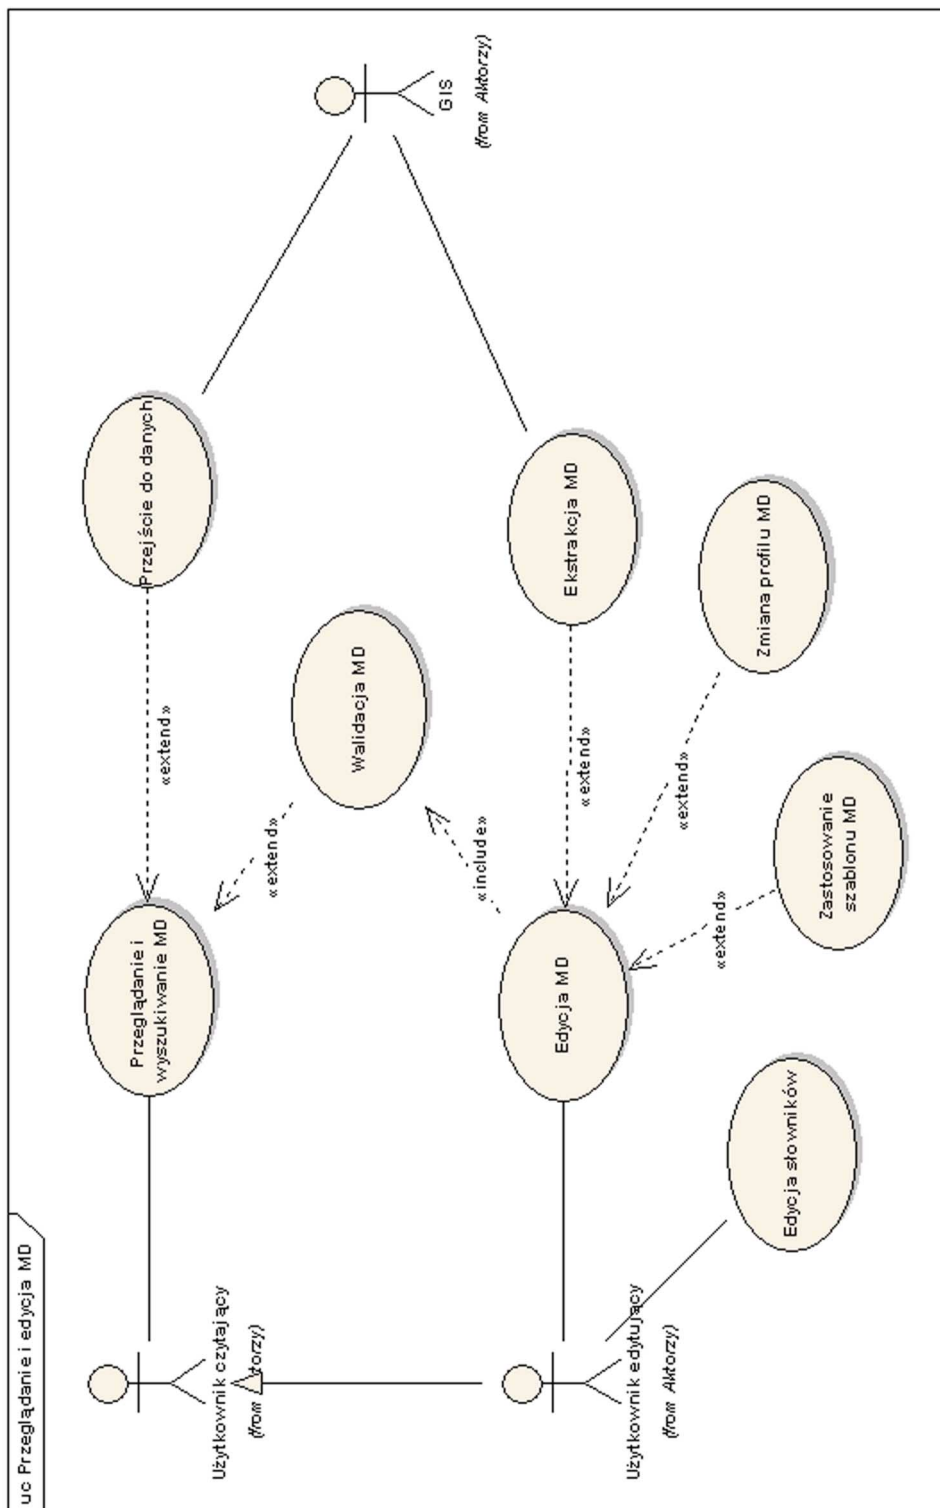 uc Przeglądanie i edycja MD
Użytkownik czytający
(from Aktorzy)
Przeglądanie i
wyszukiwanie MD
«extend»
Przejście do danych
«extend»
Walidacja MD
«include»
GIS
(from Aktorzy)
Użytkownik edytujący
(from Aktorzy)
Edycja MD
«extend»
Ekstrakcja MD
«extend»
Zmiana profilu MD
«extend»
Zastosowanie
szablonu MD
Edycja słowników